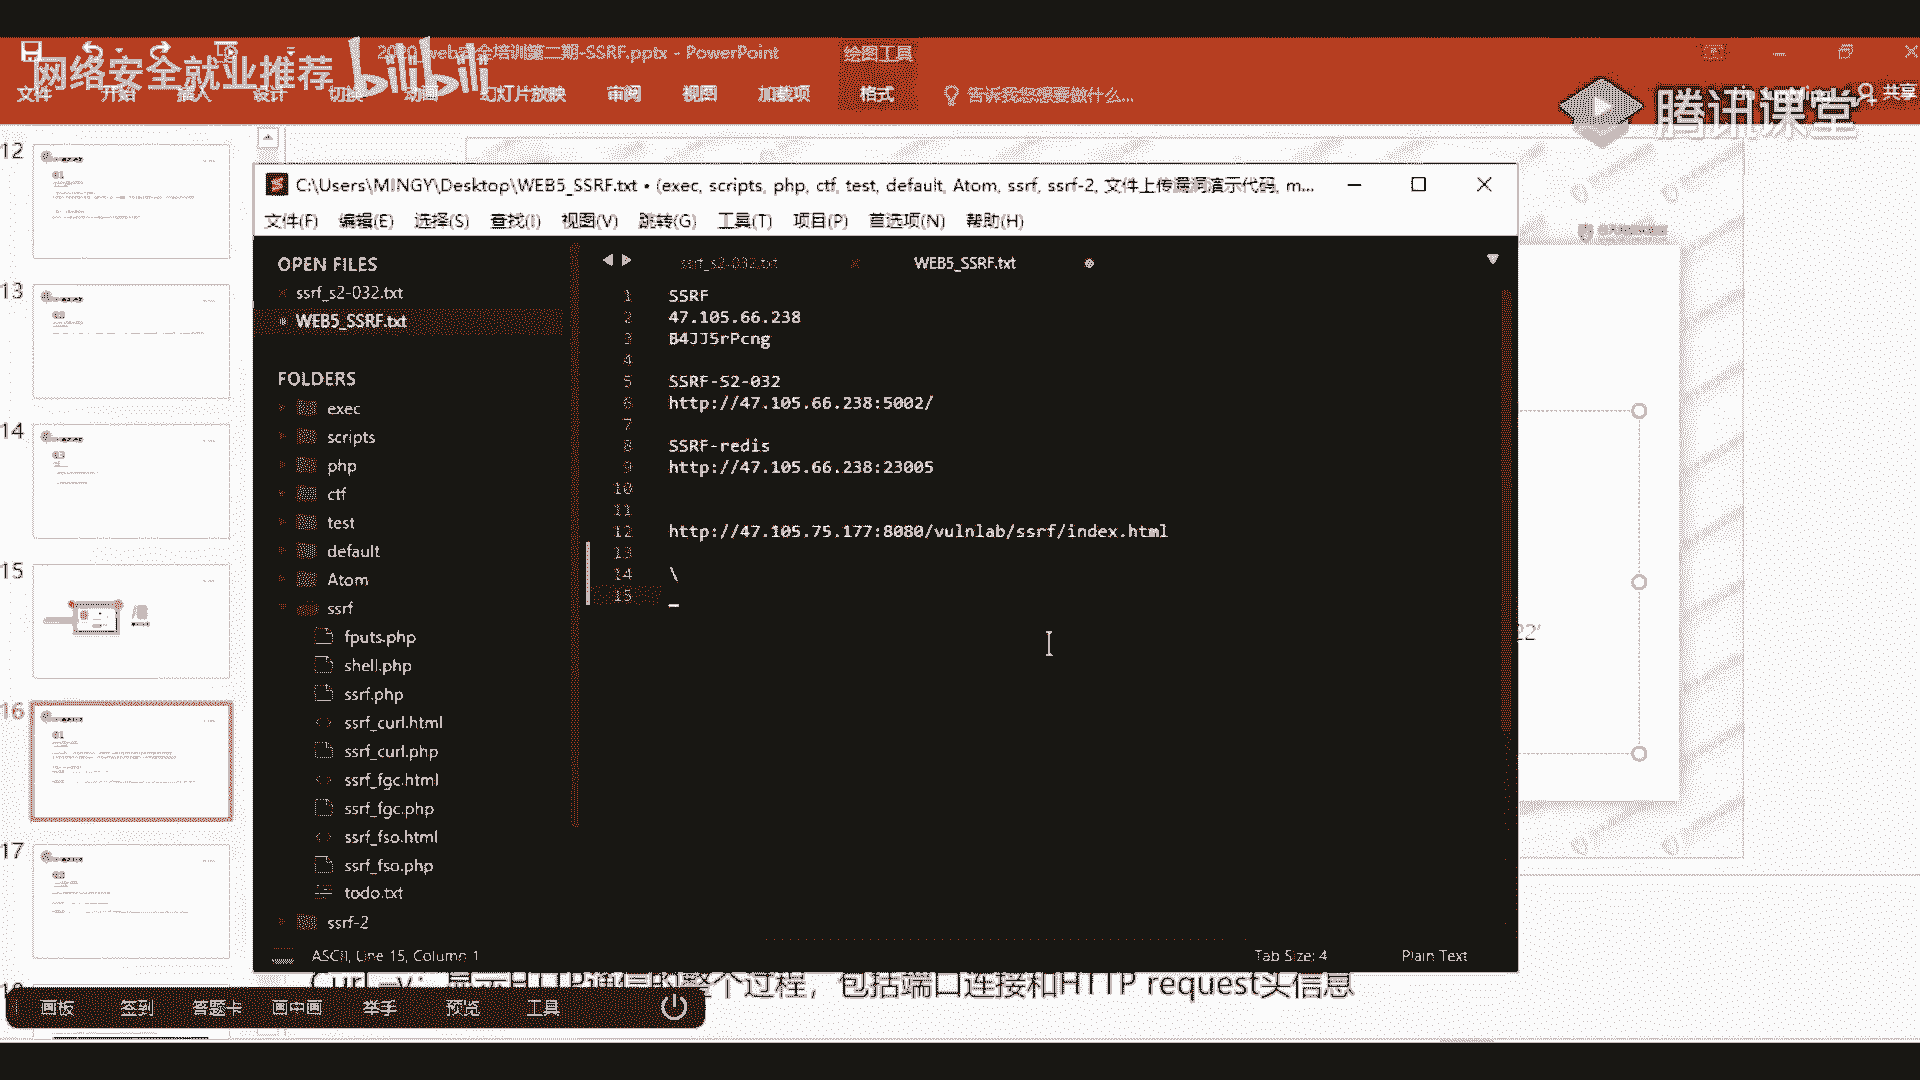 2020 web安全培训第二期-SSRF.pptx - PowerPoint
绘图工具
网络安全就业推荐
bilibili
文件 开始 插入 设计 切换 动画 幻灯片放映 审阅 视图 加载项 格式 告诉我您想要做什么... 共享
腾讯课堂
C:\Users\MINGY\Desktop\WEB5_SSRF.txt • (exec, scripts, php, ctf, test, default, Atom, ssrf, ssrf-2, 文件上传漏洞演示代码, m...
文件(F) 编辑(E) 选择(S) 查找(I) 视图(V) 跳转(G) 工具(T) 项目(P) 首选项(N) 帮助(H)
OPEN FILES
ssrf_s2-032.txt
WEB5_SSRF.txt
FOLDERS
exec
scripts
php
ctf
test
default
Atom
ssrf
fputs.php
shell.php
ssrf.php
ssrf_curl.html
ssrf_curl.php
ssrf_fgc.html
ssrf_fgc.php
ssrf_fso.html
ssrf_fso.php
todo.txt
ssrf-2
ssrf_s2-032.txt
WEB5_SSRF.txt
1 SSRF
2 47.105.66.238
3 B4JJ5rPcng
4
5 SSRF-S2-032
6 http://47.105.66.238:5002/
7
8 SSRF-redis
9 http://47.105.66.238:23005
10
11
12 http://47.105.75.177:8080/vulnlab/ssrf/index.html
13
14 \
15
ASCII, Line 15, Column 1
Tab Size: 4
Plain Text
12
13
14
15
16
17
22'
Curl -v：显示HTTP通信的整个过程，包括端口连接和HTTP request头信息
画板 签到 答题卡 画中画 举手 预览 工具